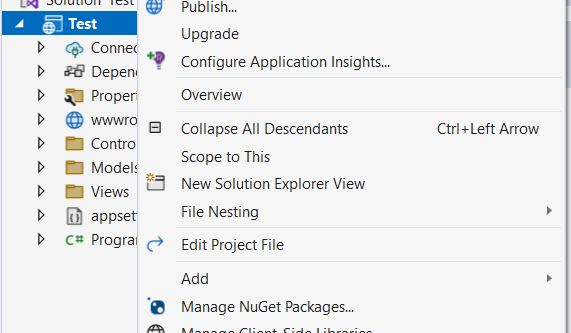 Solution 'Test'
Test
Connec
Depen
Propert
wwwro
Contro
Models
Views
appsett
Progra
Publish...
Upgrade
Configure Application Insights...
Overview
Collapse All Descendants Ctrl+Left Arrow
Scope to This
New Solution Explorer View
File Nesting
Edit Project File
Add
Manage NuGet Packages...
Manage Client-Side Libraries